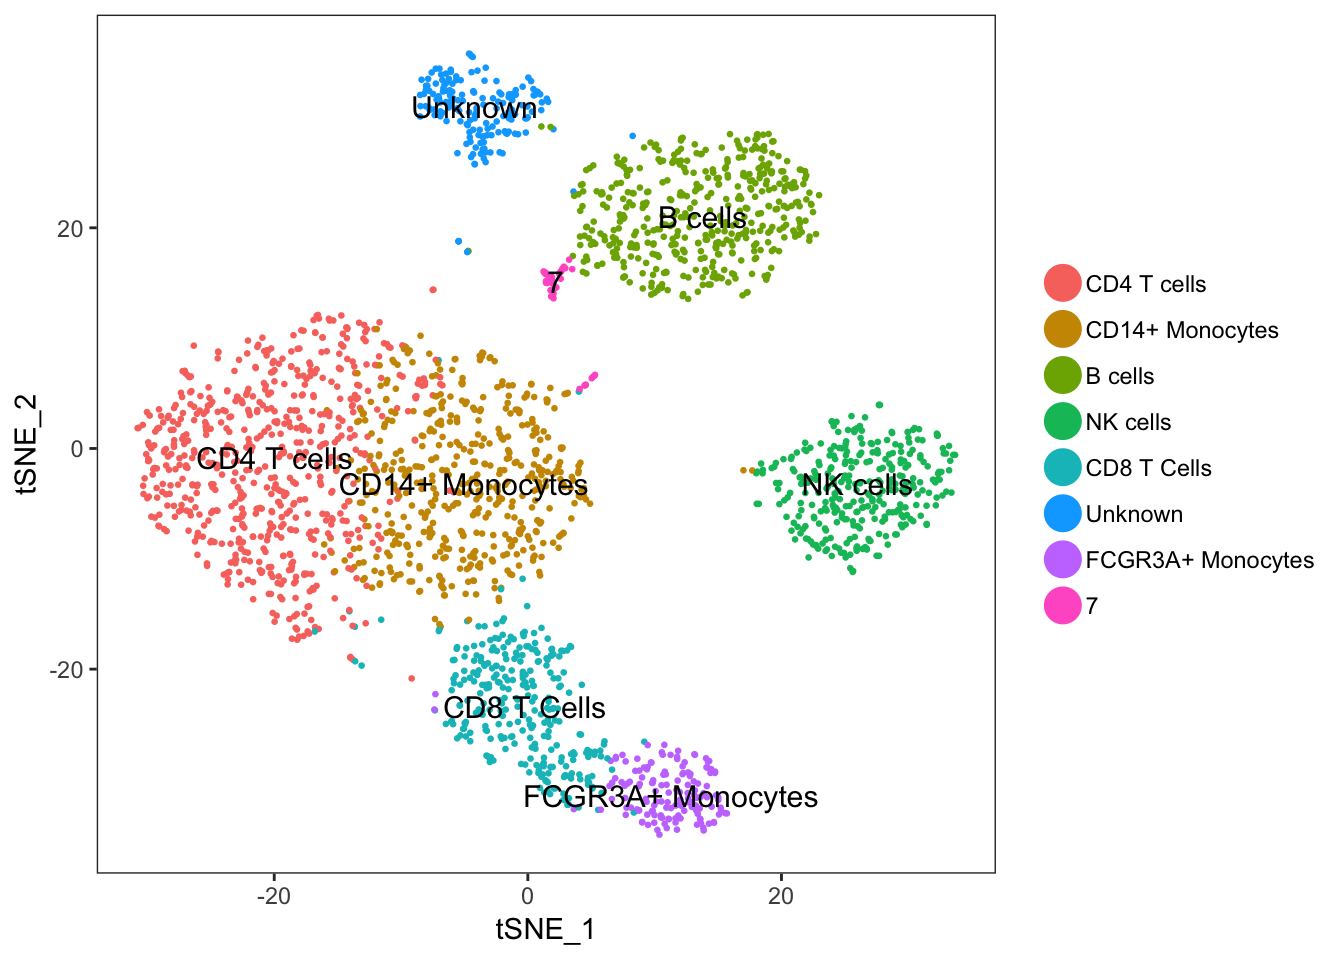 Unknown
B cells
7
CD4 T cells
CD14+ Monocytes
NK cells
CD8 T Cells
FCGR3A+ Monocytes
20
0
-20
tSNE_2
-20
0
20
tSNE_1
CD4 T cells
CD14+ Monocytes
B cells
NK cells
CD8 T Cells
Unknown
FCGR3A+ Monocytes
7